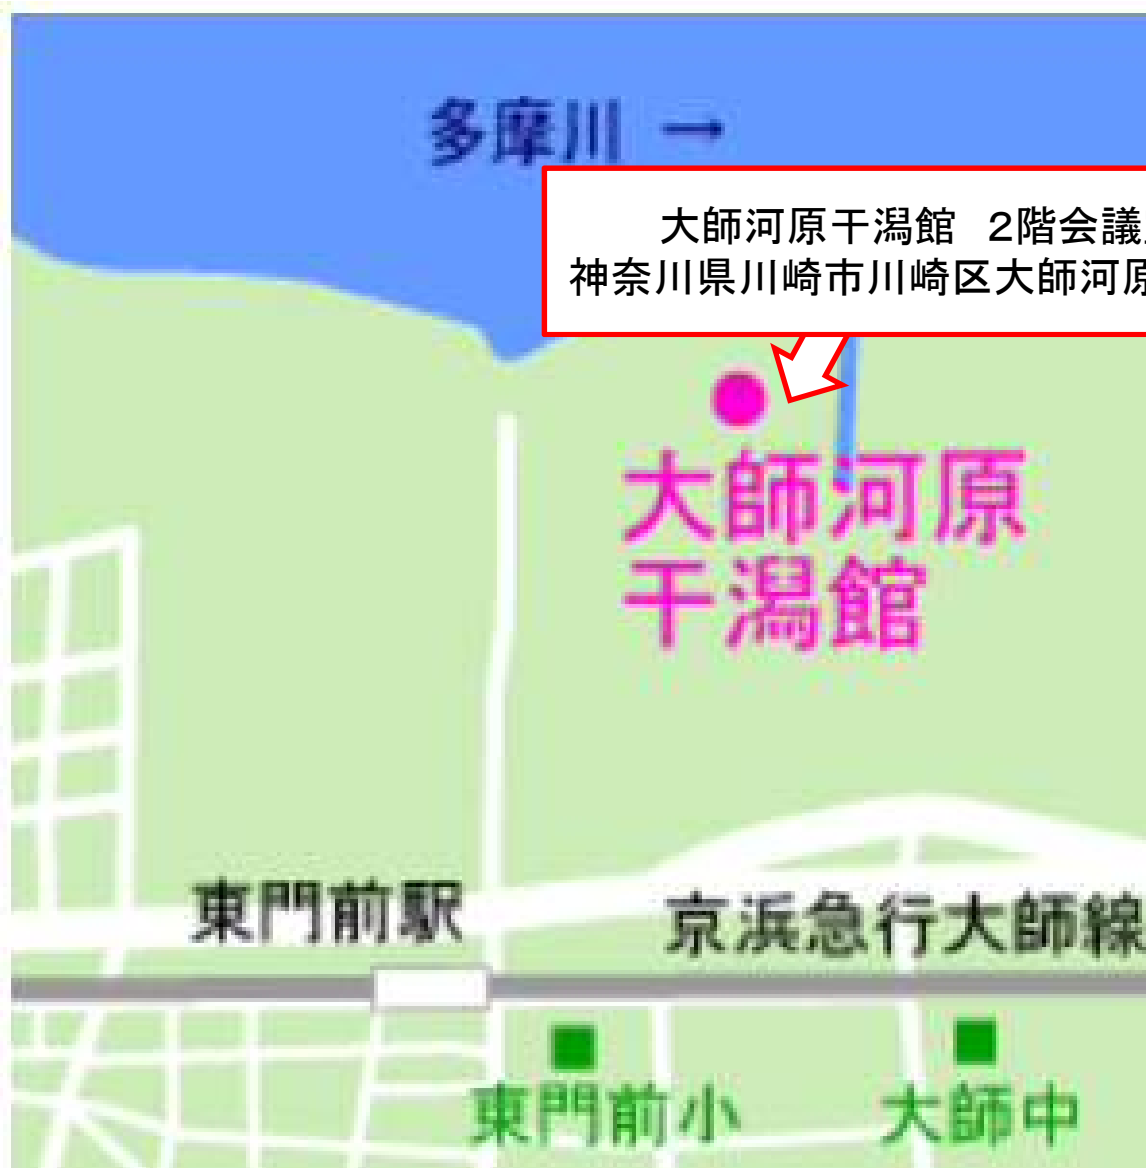 多摩川 →
大師河原干潟館　2階会議
神奈川県川崎市川崎区大師河原
大師河原
干潟館
東門前駅
京浜急行大師線
東門前小
大師中